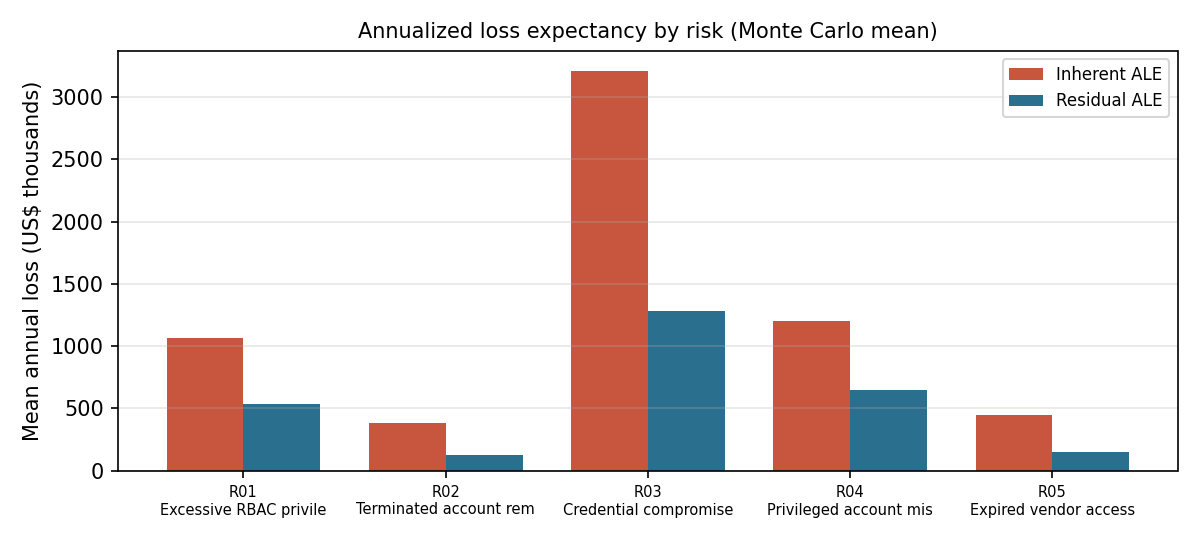 Annualized loss expectancy by risk (Monte Carlo mean)
Mean annual loss (US$ thousands)
3000
2500
2000
1500
1000
500
0
Inherent ALE
Residual ALE
R01
Excessive RBAC privile
R02
Terminated account rem
R03
Credential compromise
R04
Privileged account mis
R05
Expired vendor access